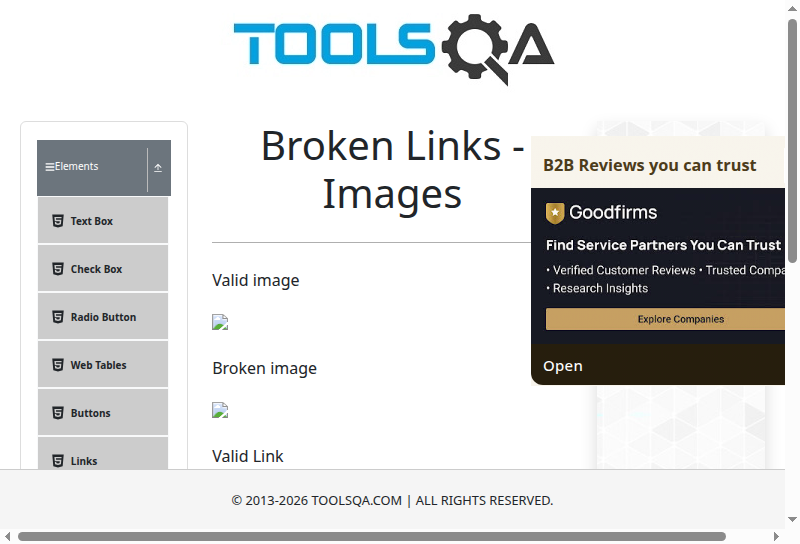 TOOLSQA
Elements
Text Box
Check Box
Radio Button
Web Tables
Buttons
Links
Broken Links -
Images
Valid image
Broken image
Valid Link
B2B Reviews you can trust
Goodfirms
Find Service Partners You Can Trust
• Verified Customer Reviews • Trusted Compa
• Research Insights
Explore Companies
Open
© 2013-2026 TOOLSQA.COM | ALL RIGHTS RESERVED.